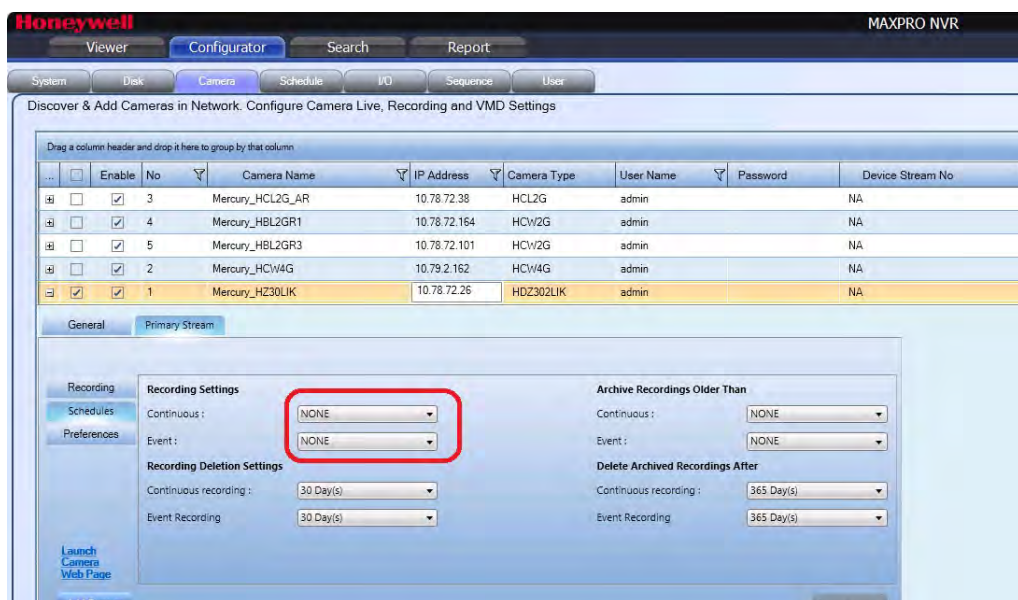 Honeywell
MAXPRO NVR
Viewer Configurator Search Report
System Disk Camera Schedule I/O Sequence User
Discover & Add Cameras in Network. Configure Camera Live, Recording and VMD Settings
Drag a column header and drop it here to group by that column
... Enable No Camera Name IP Address Camera Type User Name Password Device Stream No
3 Mercury_HCL2G_AR 10.78.72.38 HCL2G admin NA
4 Mercury_HBL2GR1 10.78.72.164 HCW2G admin NA
5 Mercury_HBL2GR3 10.78.72.101 HCW2G admin NA
2 Mercury_HCW4G 10.79.2.162 HCW4G admin NA
1 Mercury_HZ30LIK 10.78.72.26 HDZ302LIK admin NA
General Primary Stream
Recording
Schedules
Preferences
Recording Settings Archive Recordings Older Than
Continuous : NONE Continuous : NONE
Event : NONE Event : NONE
Recording Deletion Settings Delete Archived Recordings After
Continuous recording : 30 Day(s) Continuous recording : 365 Day(s)
Event Recording 30 Day(s) Event Recording 365 Day(s)
Launch
Camera
Web Page